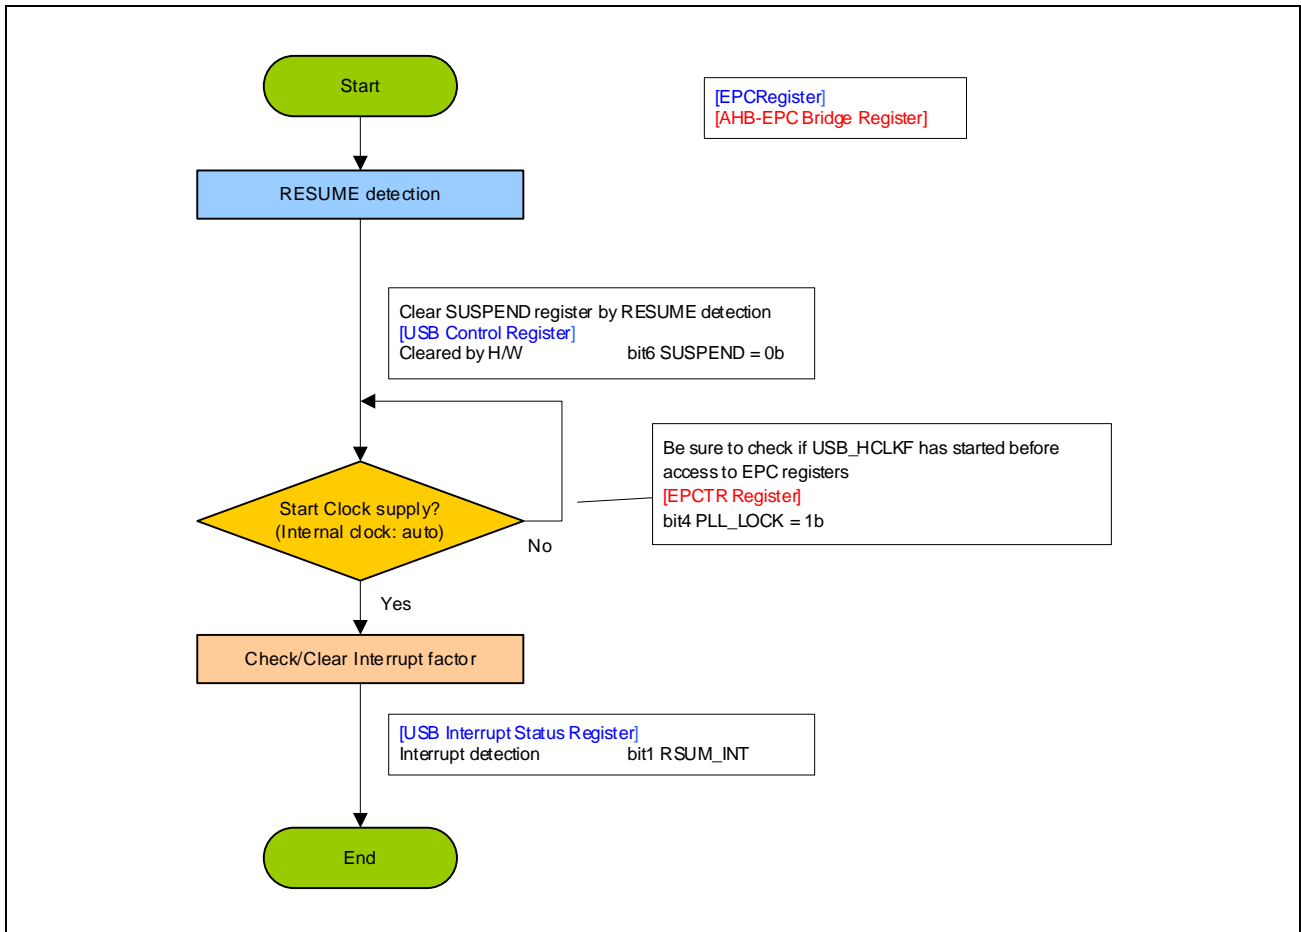 Start
[EPCRegister]
[AHB-EPC Bridge Register]
RESUME detection
Clear SUSPEND register by RESUME detection
[USB Control Register]
Cleared by H/W bit6 SUSPEND = 0b
Be sure to check if USB_HCLKF has started before
access to EPC registers
[EPCTR Register]
bit4 PLL_LOCK = 1b
Start Clock supply?
(Internal clock: auto)
No
Yes
Check/Clear Interrupt factor
[USB Interrupt Status Register]
Interrupt detection bit1 RSUM_INT
End